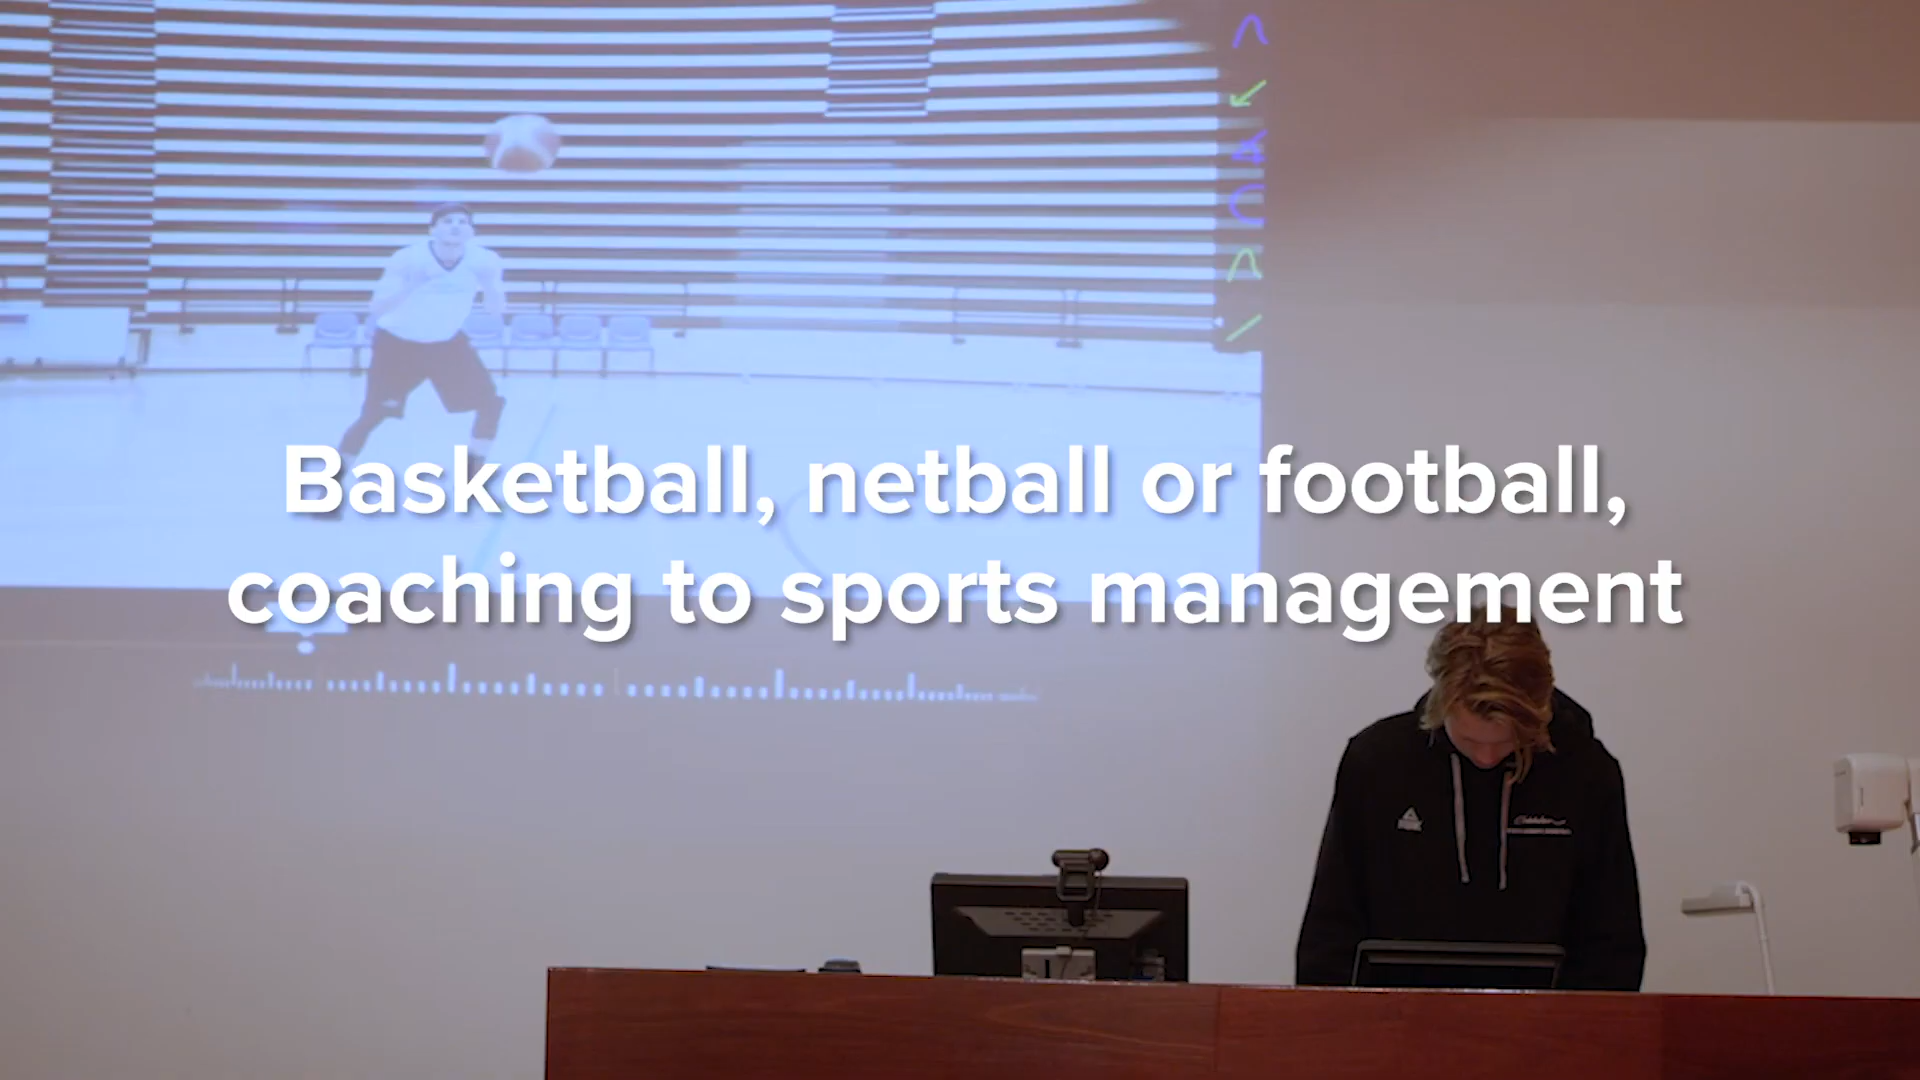 Basketball, netball or football,
coaching to sports management